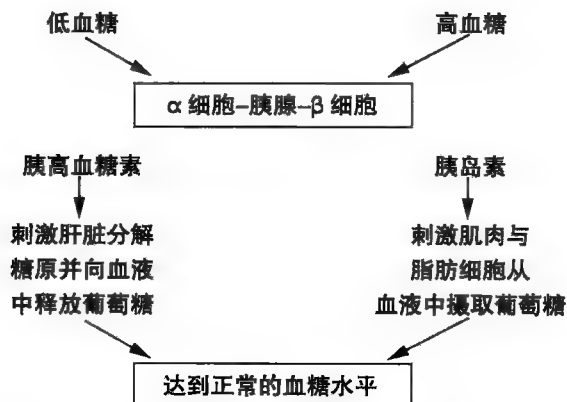 低血糖
高血糖
α 细胞–胰腺–β 细胞
胰高血糖素
胰岛素
刺激肝脏分解
糖原并向血液
中释放葡萄糖
刺激肌肉与
脂肪细胞从
血液中摄取葡萄糖
达到正常的血糖水平